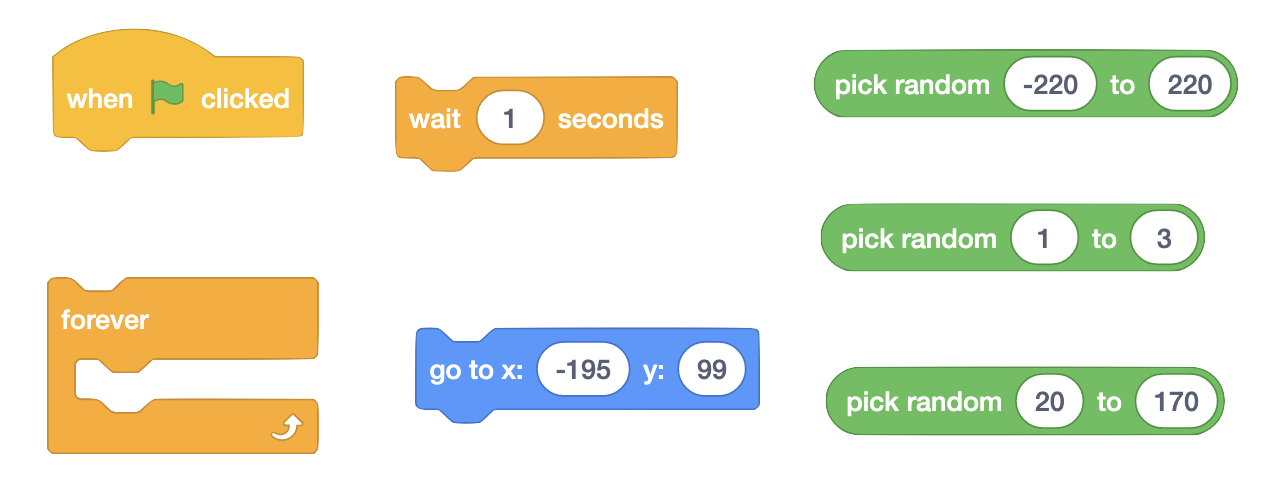 when clicked
wait 1 seconds
pick random -220 to 220
pick random 1 to 3
forever
go to x: -195 y: 99
pick random 20 to 170